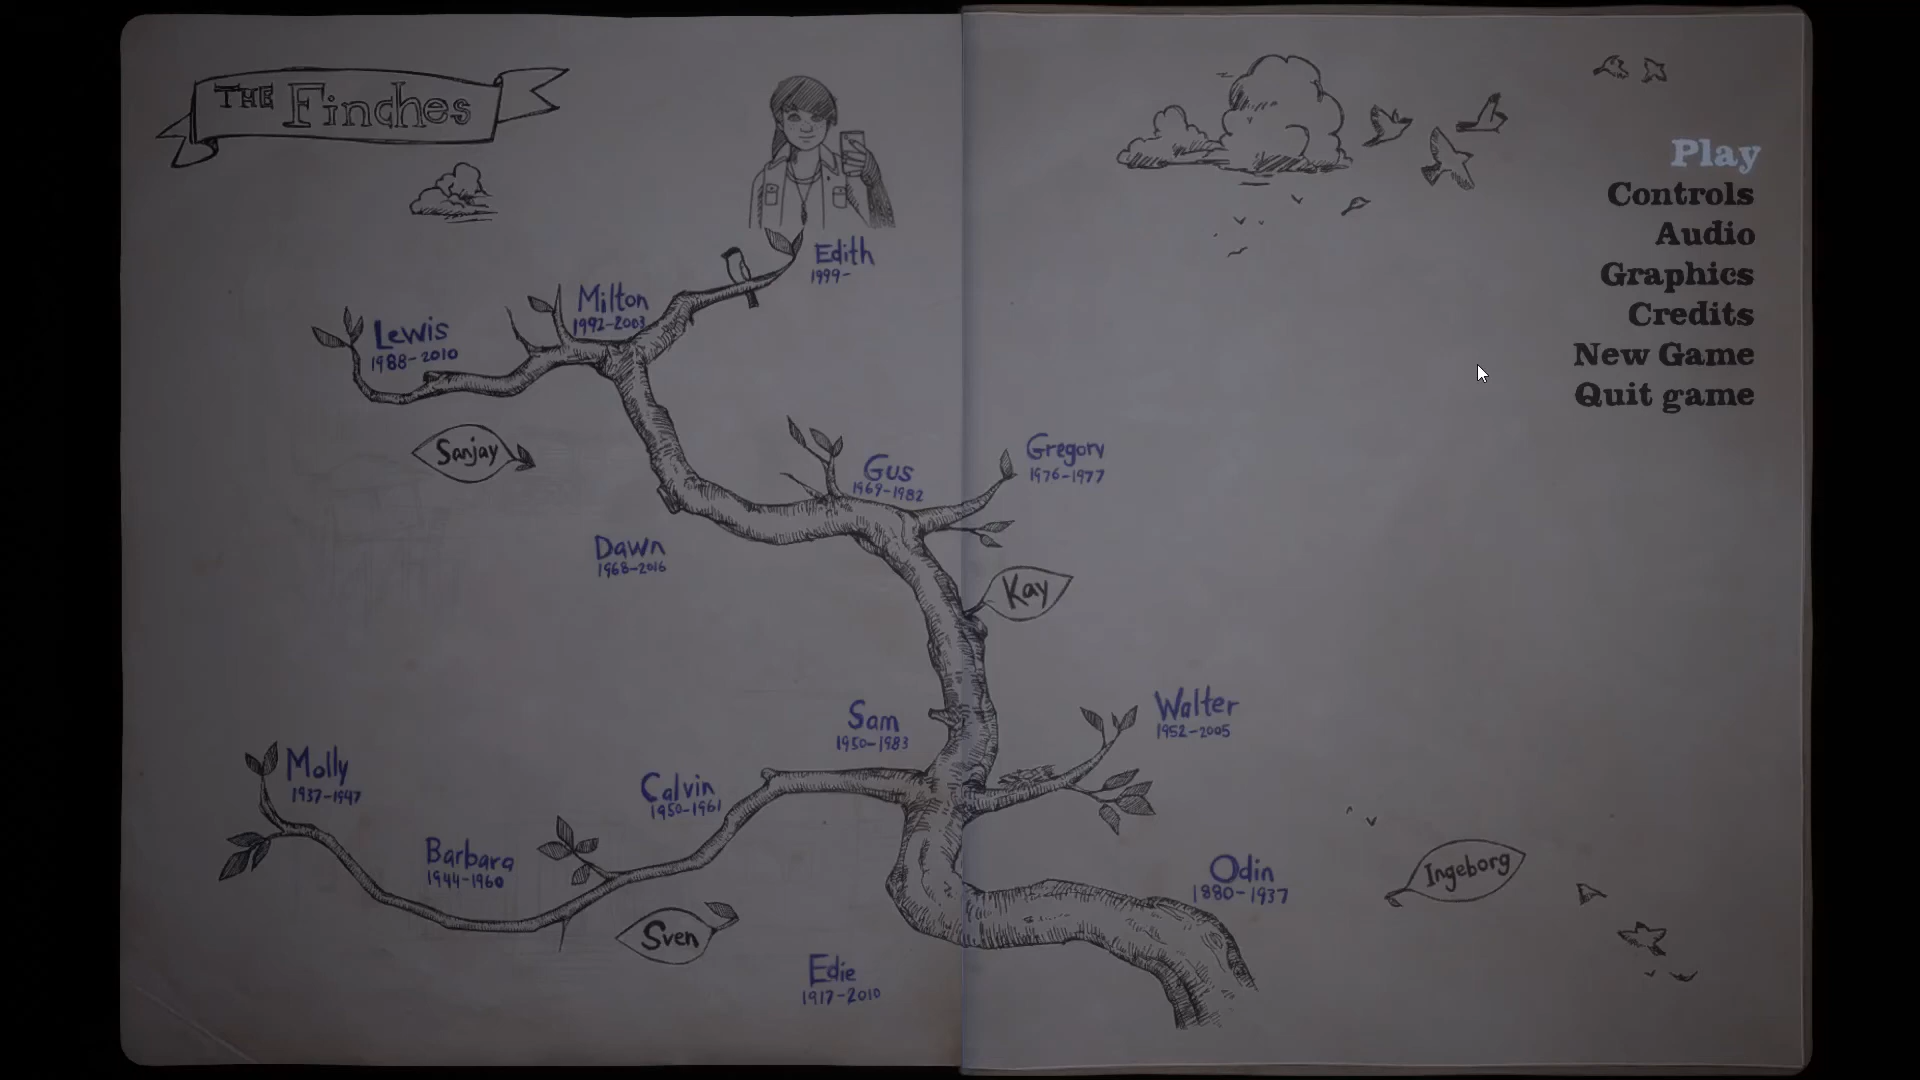 THE Finches
Edith
1999-
Milton
1992-2003
Lewis
1988-2010
Sanjay
Gus
1969-1982
Gregory
1976-1977
Dawn
1968-2016
Kay
Sam
1950-1983
Walter
1952-2005
Molly
1937-1947
Calvin
1950-1961
Barbara
1944-1960
Sven
Edie
1917-2010
Odin
1880-1937
Ingeborg
Play
Controls
Audio
Graphics
Credits
New Game
Quit game